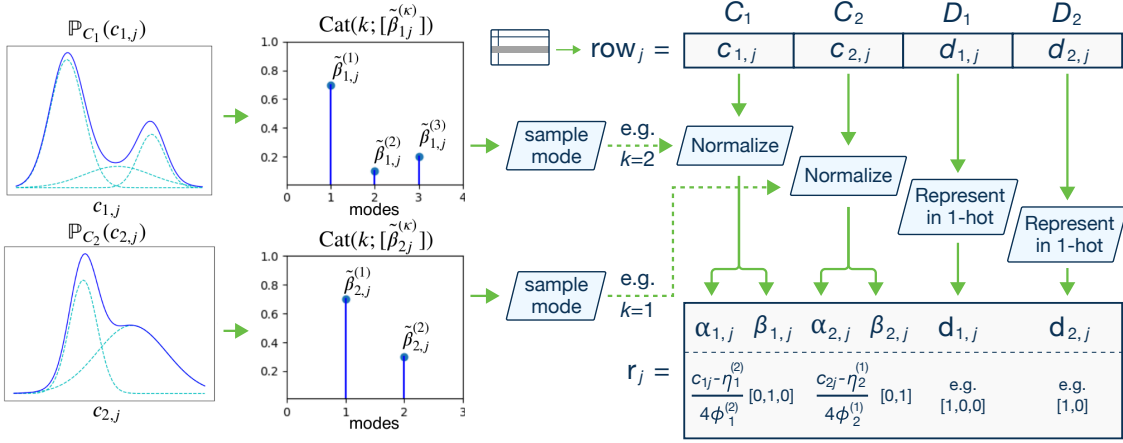 ℙ_{C_1}(c_{1,j})
c_{1,j}
Cat(k; [β̃_{1j}^{(κ)}])
1.0
0.8
0.6
0.4
0.2
β̃_{1,j}^{(1)}
β̃_{1,j}^{(2)}
β̃_{1,j}^{(3)}
0 1 2 3 4
modes
sample
mode
e.g.
k=2
ℙ_{C_2}(c_{2,j})
c_{2,j}
Cat(k; [β̃_{2j}^{(κ)}])
1.0
0.8
0.6
0.4
0.2
β̃_{2,j}^{(1)}
β̃_{2,j}^{(2)}
0 1 2 3
modes
sample
mode
e.g.
k=1
C_1 C_2 D_1 D_2
row_j = c_{1,j} c_{2,j} d_{1,j} d_{2,j}
Normalize
Normalize
Represent
in 1-hot
Represent
in 1-hot
α_{1,j} β_{1,j} α_{2,j} β_{2,j} d_{1,j} d_{2,j}
r_j =
c_{1j}-η_1^{(2)}
4ϕ_1^{(2)}
[0,1,0]
c_{2j}-η_2^{(1)}
4ϕ_2^{(1)}
[0,1]
e.g.
[1,0,0]
e.g.
[1,0]